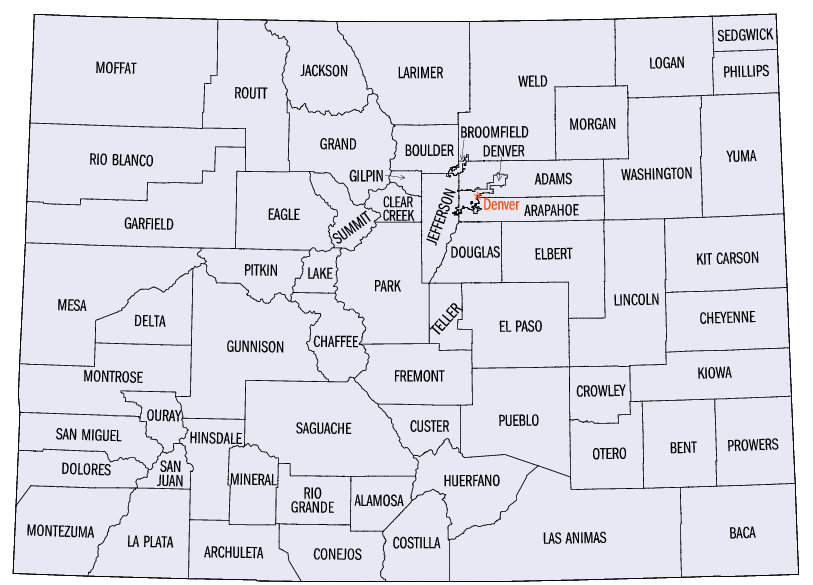 SEDGWICK
MOFFAT
JACKSON
LARIMER
LOGAN
PHILLIPS
ROUTT
WELD
MORGAN
BROOMFIELD
GRAND
BOULDER
DENVER
RIO BLANCO
YUMA
GILPIN
ADAMS
WASHINGTON
EAGLE
CLEAR
CREEK
Denver
ARAPAHOE
GARFIELD
SUMMIT
JEFFERSON
DOUGLAS
ELBERT
KIT CARSON
PITKIN
LAKE
PARK
LINCOLN
MESA
DELTA
TELLER
EL PASO
CHEYENNE
GUNNISON
CHAFFEE
MONTROSE
FREMONT
KIOWA
CROWLEY
OURAY
PUEBLO
SAGUACHE
CUSTER
SAN MIGUEL
HINSDALE
OTERO
BENT
PROWERS
DOLORES
SAN
JUAN
MINERAL
HUERFANO
RIO
GRANDE
ALAMOSA
MONTEZUMA
LA PLATA
ARCHULETA
CONEJOS
COSTILLA
LAS ANIMAS
BACA